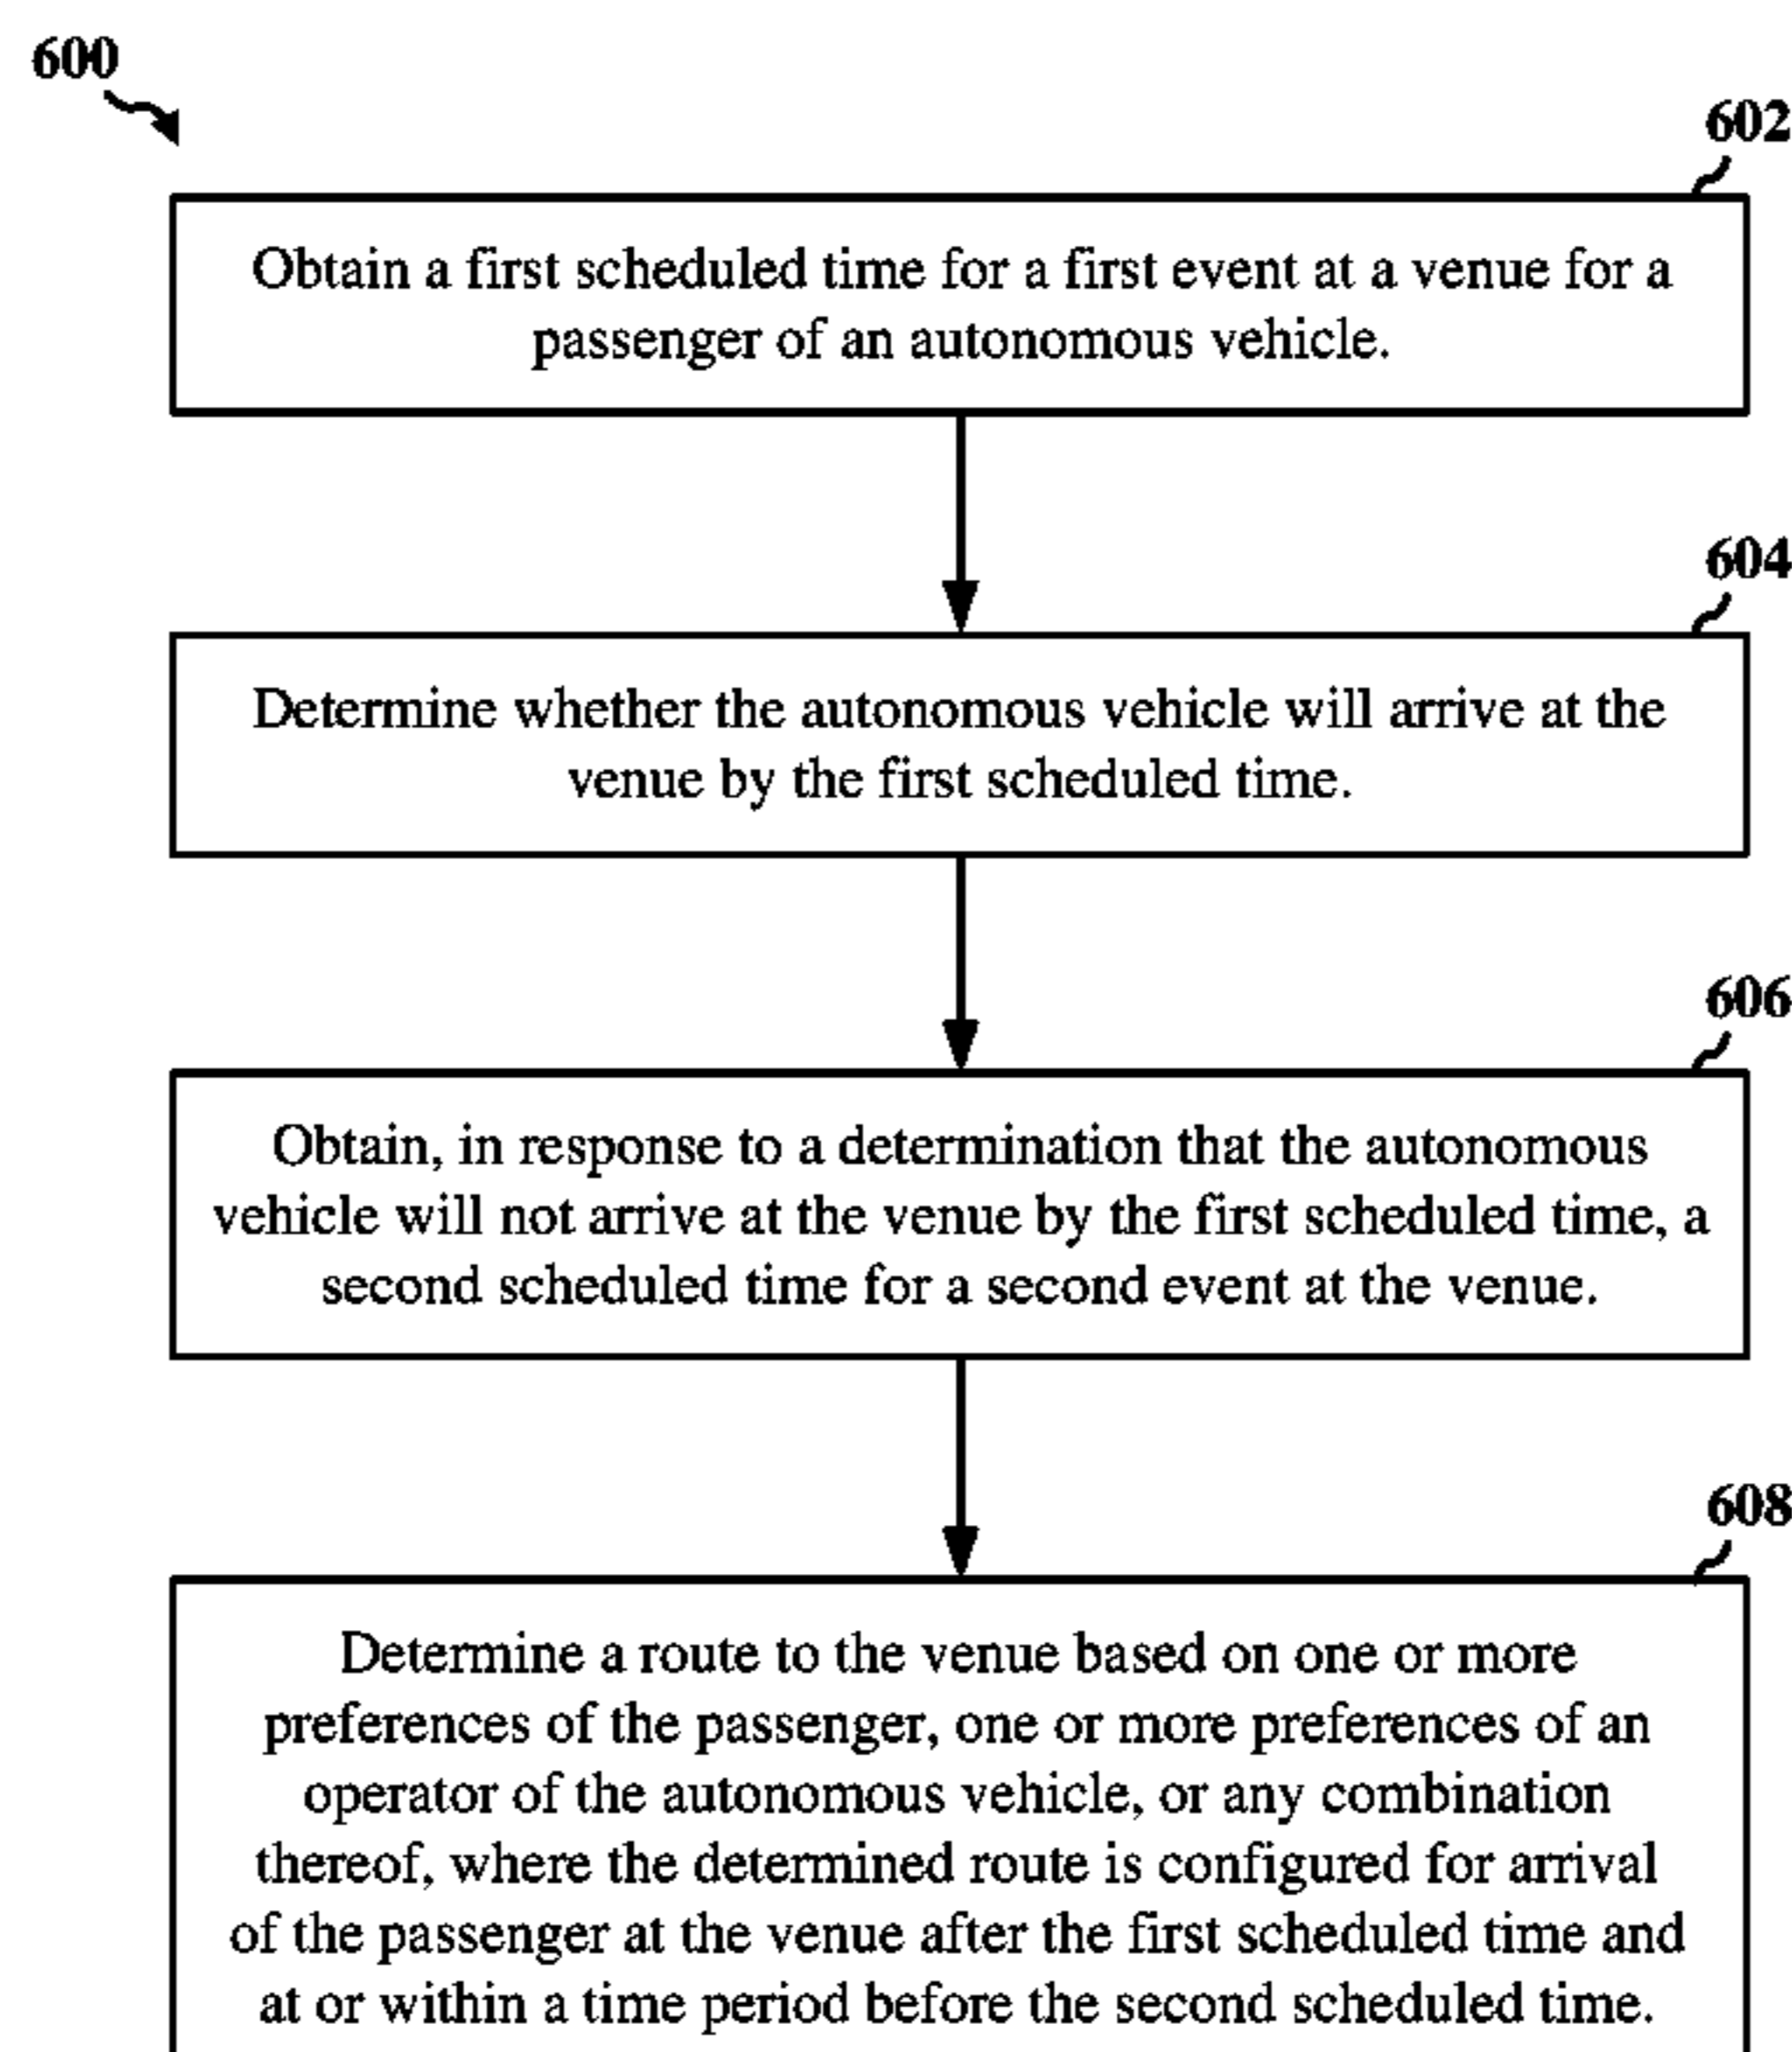 600
602
Obtain a first scheduled time for a first event at a venue for a
passenger of an autonomous vehicle.
604
Determine whether the autonomous vehicle will arrive at the
venue by the first scheduled time.
606
Obtain, in response to a determination that the autonomous
vehicle will not arrive at the venue by the first scheduled time, a
second scheduled time for a second event at the venue.
608
Determine a route to the venue based on one or more
preferences of the passenger, one or more preferences of an
operator of the autonomous vehicle, or any combination
thereof, where the determined route is configured for arrival
of the passenger at the venue after the first scheduled time and
at or within a time period before the second scheduled time.